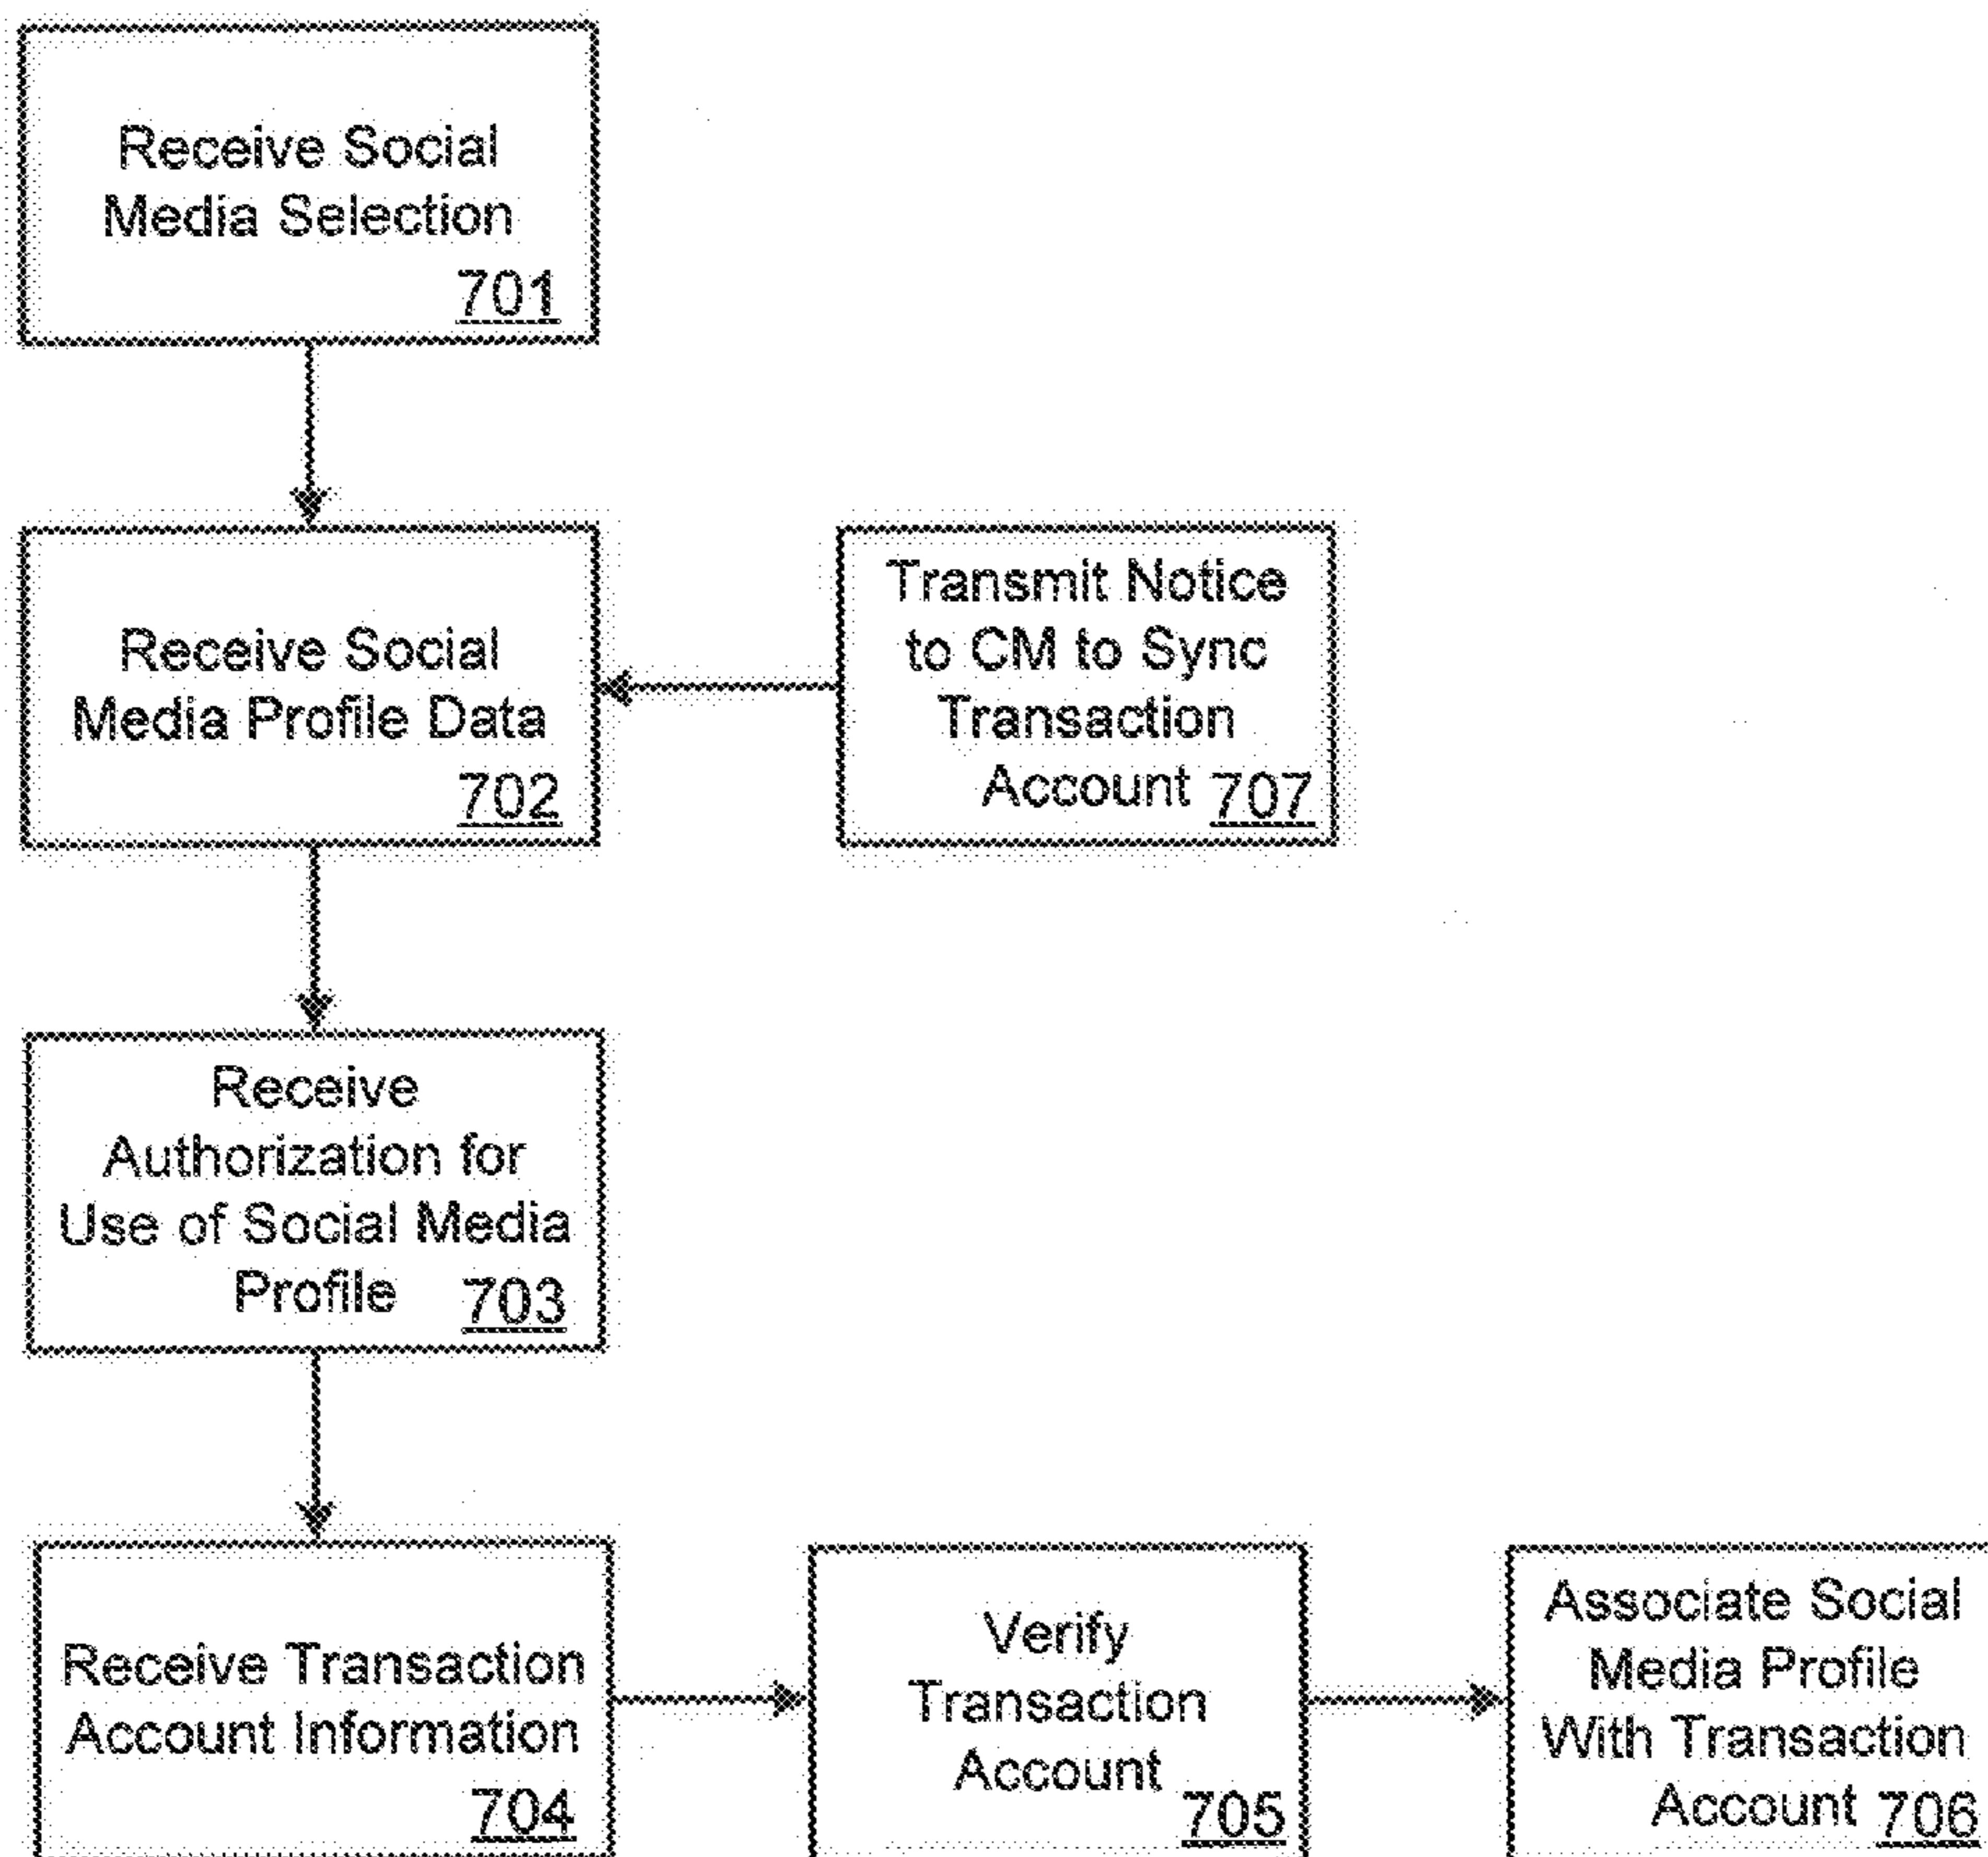 Receive Social
Media Selection
701
Receive Social
Media Profile Data
702
Transmit Notice
to CM to Sync
Transaction
Account 707
Receive
Authorization for
Use of Social Media
Profile 703
Receive Transaction
Account Information
704
Verify
Transaction
Account
705
Associate Social
Media Profile
With Transaction
Account 706